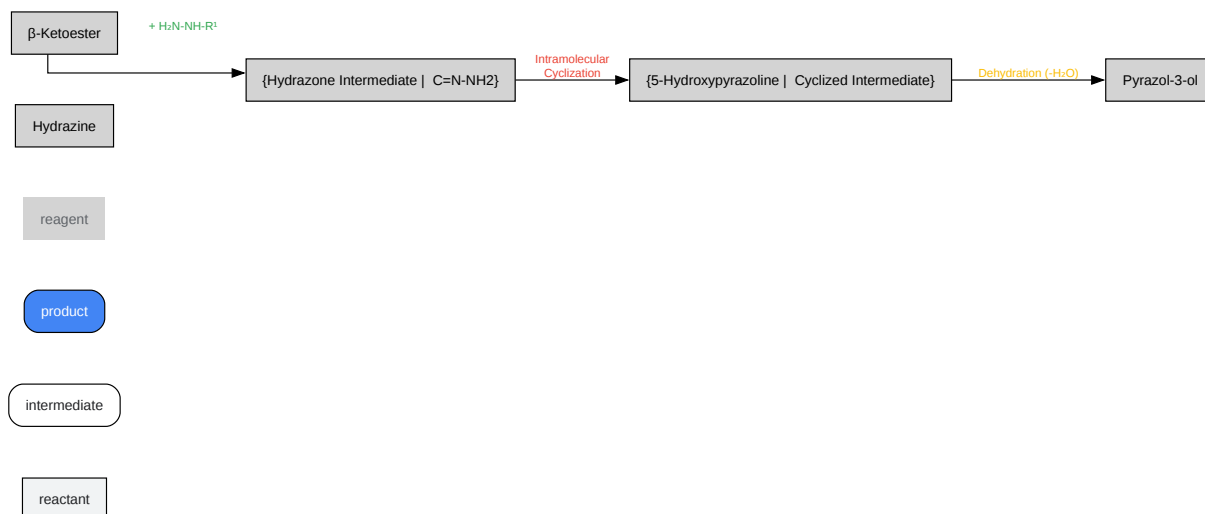 β-Ketoester
+ H₂N-NH-R¹
{Hydrazone Intermediate | C=N-NH2}
Intramolecular
Cyclization
{5-Hydroxypyrazoline | Cyclized Intermediate}
Dehydration (-H₂O)
Pyrazol-3-ol
Hydrazine
reagent
product
intermediate
reactant